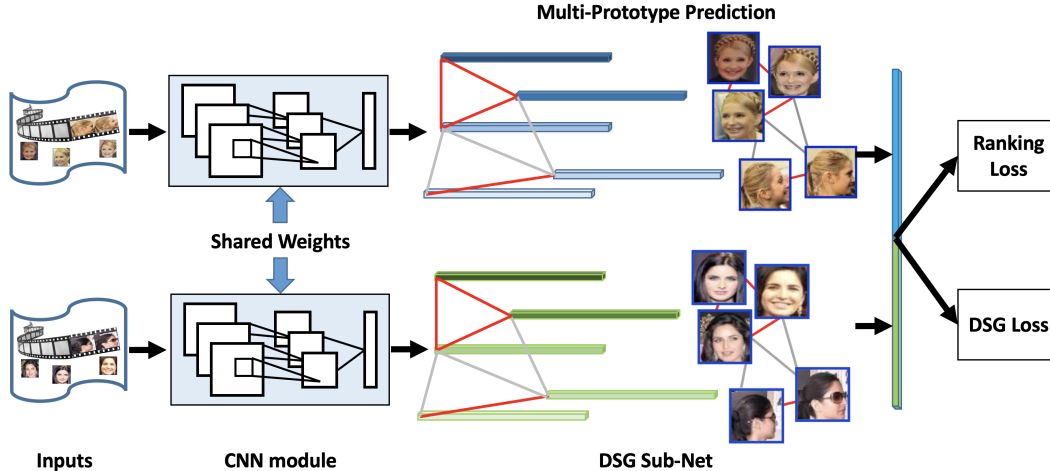 Multi-Prototype Prediction
Shared Weights
Ranking
Loss
DSG Loss
Inputs
CNN module
DSG Sub-Net